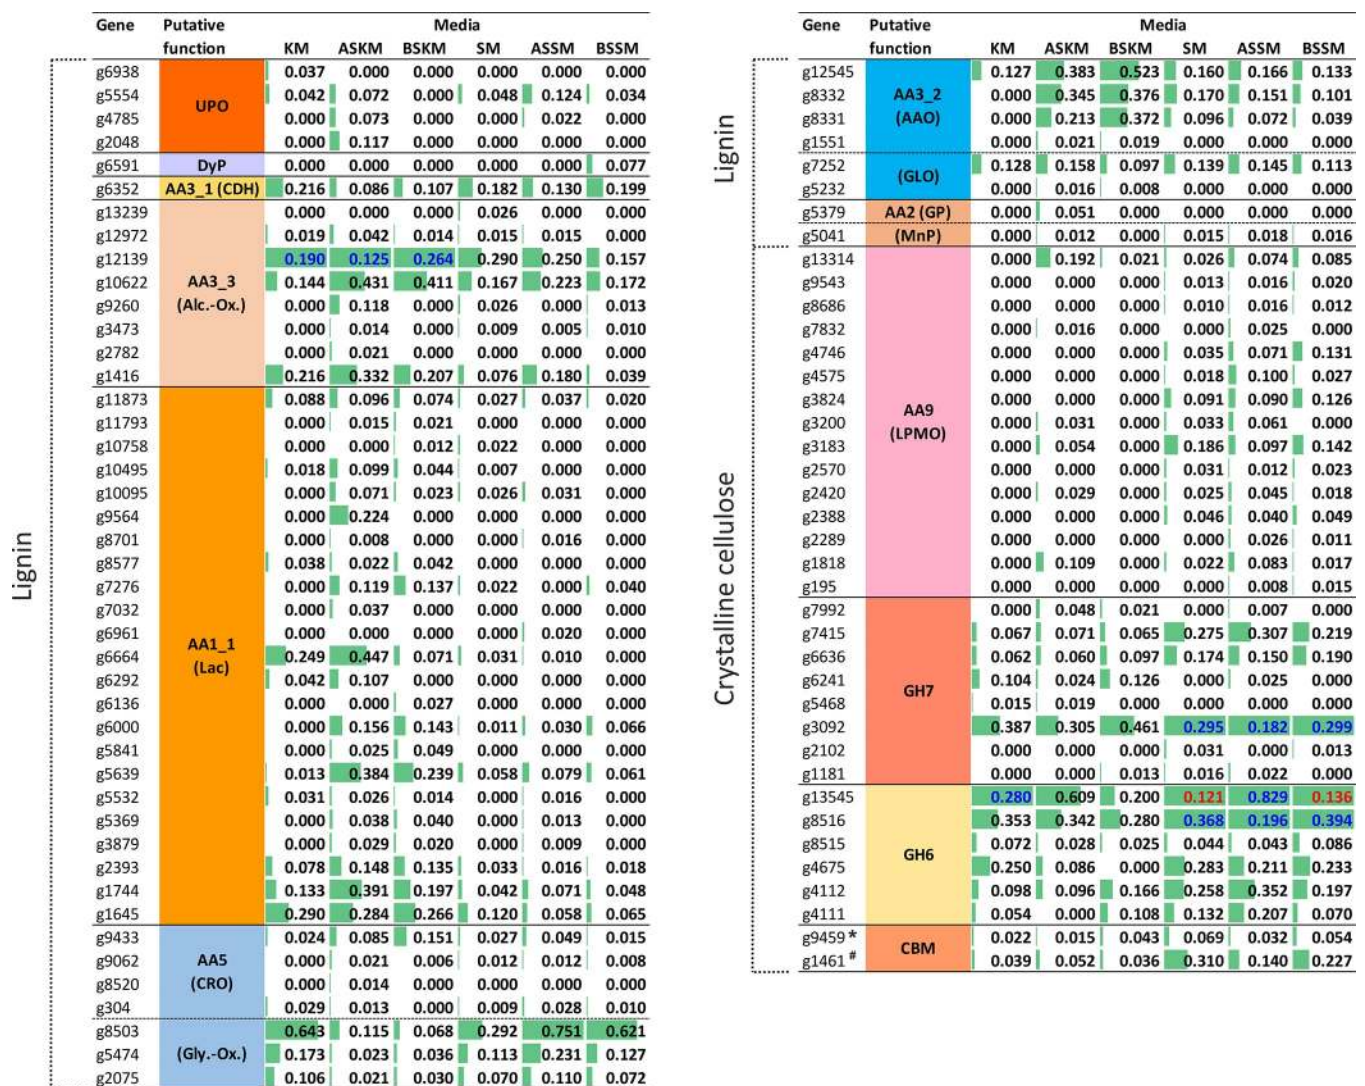 Gene Putative function Media
KM ASKM BSKM SM ASSM BSSM
Lignin
g6938 UPO 0.037 0.000 0.000 0.000 0.000 0.000
g5554 0.042 0.072 0.000 0.048 0.124 0.034
g4785 0.000 0.073 0.000 0.000 0.022 0.000
g2048 0.000 0.117 0.000 0.000 0.000 0.000
g6591 DyP 0.000 0.000 0.000 0.000 0.000 0.077
g6352 AA3_1 (CDH) 0.216 0.086 0.107 0.182 0.130 0.199
g13239 AA3_3 (Alc.-Ox.) 0.000 0.000 0.000 0.026 0.000 0.000
g12972 0.019 0.042 0.014 0.015 0.015 0.000
g12139 0.190 0.125 0.264 0.290 0.250 0.157
g10622 0.144 0.431 0.411 0.167 0.223 0.172
g9260 0.000 0.118 0.000 0.026 0.000 0.013
g3473 0.000 0.014 0.000 0.009 0.005 0.010
g2782 0.000 0.021 0.000 0.000 0.000 0.000
g1416 0.216 0.332 0.207 0.076 0.180 0.039
g11873 AA1_1 (Lac) 0.088 0.096 0.074 0.027 0.037 0.020
g11793 0.000 0.015 0.021 0.000 0.000 0.000
g10758 0.000 0.000 0.012 0.022 0.000 0.000
g10495 0.018 0.099 0.044 0.007 0.000 0.000
g10095 0.000 0.071 0.023 0.026 0.031 0.000
g9564 0.000 0.224 0.000 0.000 0.000 0.000
g8701 0.000 0.008 0.000 0.000 0.016 0.000
g8577 0.038 0.022 0.042 0.000 0.000 0.000
g7276 0.000 0.119 0.137 0.022 0.000 0.040
g7032 0.000 0.037 0.000 0.000 0.000 0.000
g6961 0.000 0.000 0.000 0.000 0.020 0.000
g6664 0.249 0.447 0.071 0.031 0.010 0.000
g6292 0.042 0.107 0.000 0.000 0.000 0.000
g6136 0.000 0.000 0.027 0.000 0.000 0.000
g6000 0.000 0.156 0.143 0.011 0.030 0.066
g5841 0.000 0.025 0.049 0.000 0.000 0.000
g5639 0.013 0.384 0.239 0.058 0.079 0.061
g5532 0.031 0.026 0.014 0.000 0.016 0.000
g5369 0.000 0.038 0.040 0.000 0.013 0.000
g3879 0.000 0.029 0.020 0.000 0.009 0.000
g2393 0.078 0.148 0.135 0.033 0.016 0.018
g1744 0.133 0.391 0.197 0.042 0.071 0.048
g1645 0.290 0.284 0.266 0.120 0.058 0.065
g9433 AA5 (CRO) 0.024 0.085 0.151 0.027 0.049 0.015
g9062 0.000 0.021 0.006 0.012 0.012 0.008
g8520 0.000 0.014 0.000 0.000 0.000 0.000
g304 0.029 0.013 0.000 0.009 0.028 0.010
g8503 (Gly.-Ox.) 0.643 0.115 0.068 0.292 0.751 0.621
g5474 0.173 0.023 0.036 0.113 0.231 0.127
g2075 0.106 0.021 0.030 0.070 0.110 0.072
Gene Putative function Media
KM ASKM BSKM SM ASSM BSSM
Lignin
g12545 AA3_2 (AAO) 0.127 0.383 0.523 0.160 0.166 0.133
g8332 0.000 0.345 0.376 0.170 0.151 0.101
g8331 0.000 0.213 0.372 0.096 0.072 0.039
g1551 0.000 0.021 0.019 0.000 0.000 0.000
g7252 (GLO) 0.128 0.158 0.097 0.139 0.145 0.113
g5232 0.000 0.016 0.008 0.000 0.000 0.000
g5379 AA2 (GP) 0.000 0.051 0.000 0.000 0.000 0.000
g5041 (MnP) 0.000 0.012 0.000 0.015 0.018 0.016
Crystalline cellulose
g13314 AA9 (LPMO) 0.000 0.192 0.021 0.026 0.074 0.085
g9543 0.000 0.000 0.000 0.013 0.016 0.020
g8686 0.000 0.000 0.000 0.010 0.016 0.012
g7832 0.000 0.016 0.000 0.000 0.025 0.000
g4746 0.000 0.000 0.000 0.035 0.071 0.131
g4575 0.000 0.000 0.000 0.018 0.100 0.027
g3824 0.000 0.000 0.000 0.091 0.090 0.126
g3200 0.000 0.031 0.000 0.033 0.061 0.000
g3183 0.000 0.054 0.000 0.186 0.097 0.142
g2570 0.000 0.000 0.000 0.031 0.012 0.023
g2420 0.000 0.029 0.000 0.025 0.045 0.018
g2388 0.000 0.000 0.000 0.046 0.040 0.049
g2289 0.000 0.000 0.000 0.000 0.026 0.011
g1818 0.000 0.109 0.000 0.022 0.083 0.017
g195 0.000 0.000 0.000 0.000 0.008 0.015
g7992 GH7 0.000 0.048 0.021 0.000 0.007 0.000
g7415 0.067 0.071 0.065 0.275 0.307 0.219
g6636 0.062 0.060 0.097 0.174 0.150 0.190
g6241 0.104 0.024 0.126 0.000 0.025 0.000
g5468 0.015 0.019 0.000 0.000 0.000 0.000
g3092 0.387 0.305 0.461 0.295 0.182 0.299
g2102 0.000 0.000 0.000 0.031 0.000 0.013
g1181 0.000 0.000 0.013 0.016 0.022 0.000
g13545 GH6 0.280 0.609 0.200 0.121 0.829 0.136
g8516 0.353 0.342 0.280 0.368 0.196 0.394
g8515 0.072 0.028 0.025 0.044 0.043 0.086
g4675 0.250 0.086 0.000 0.283 0.211 0.233
g4112 0.098 0.096 0.166 0.258 0.352 0.197
g4111 0.054 0.000 0.108 0.132 0.207 0.070
g9459 * CBM 0.022 0.015 0.043 0.069 0.032 0.054
g1461 # 0.039 0.052 0.036 0.310 0.140 0.227